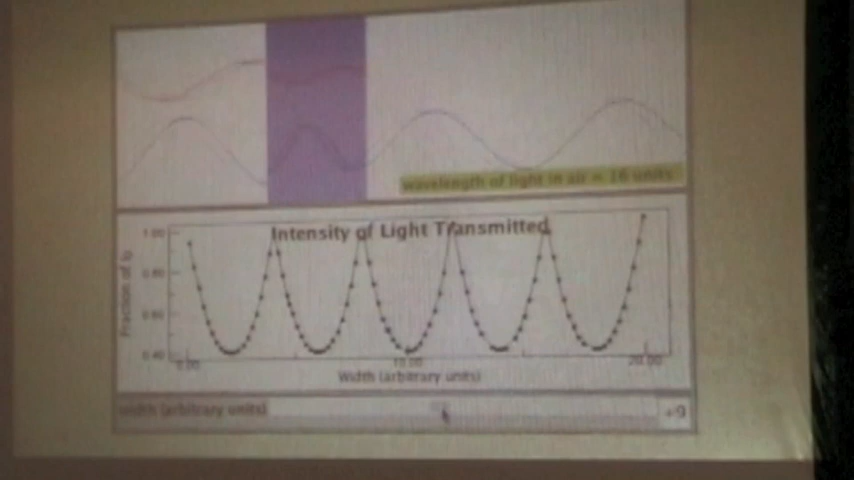 wavelength of light in air = 16 units
Intensity of Light Transmitted
Fraction of I₀
1.00
0.80
0.60
0.40
0.00
10.00
20.00
Width (arbitrary units)
width (arbitrary units)
+9